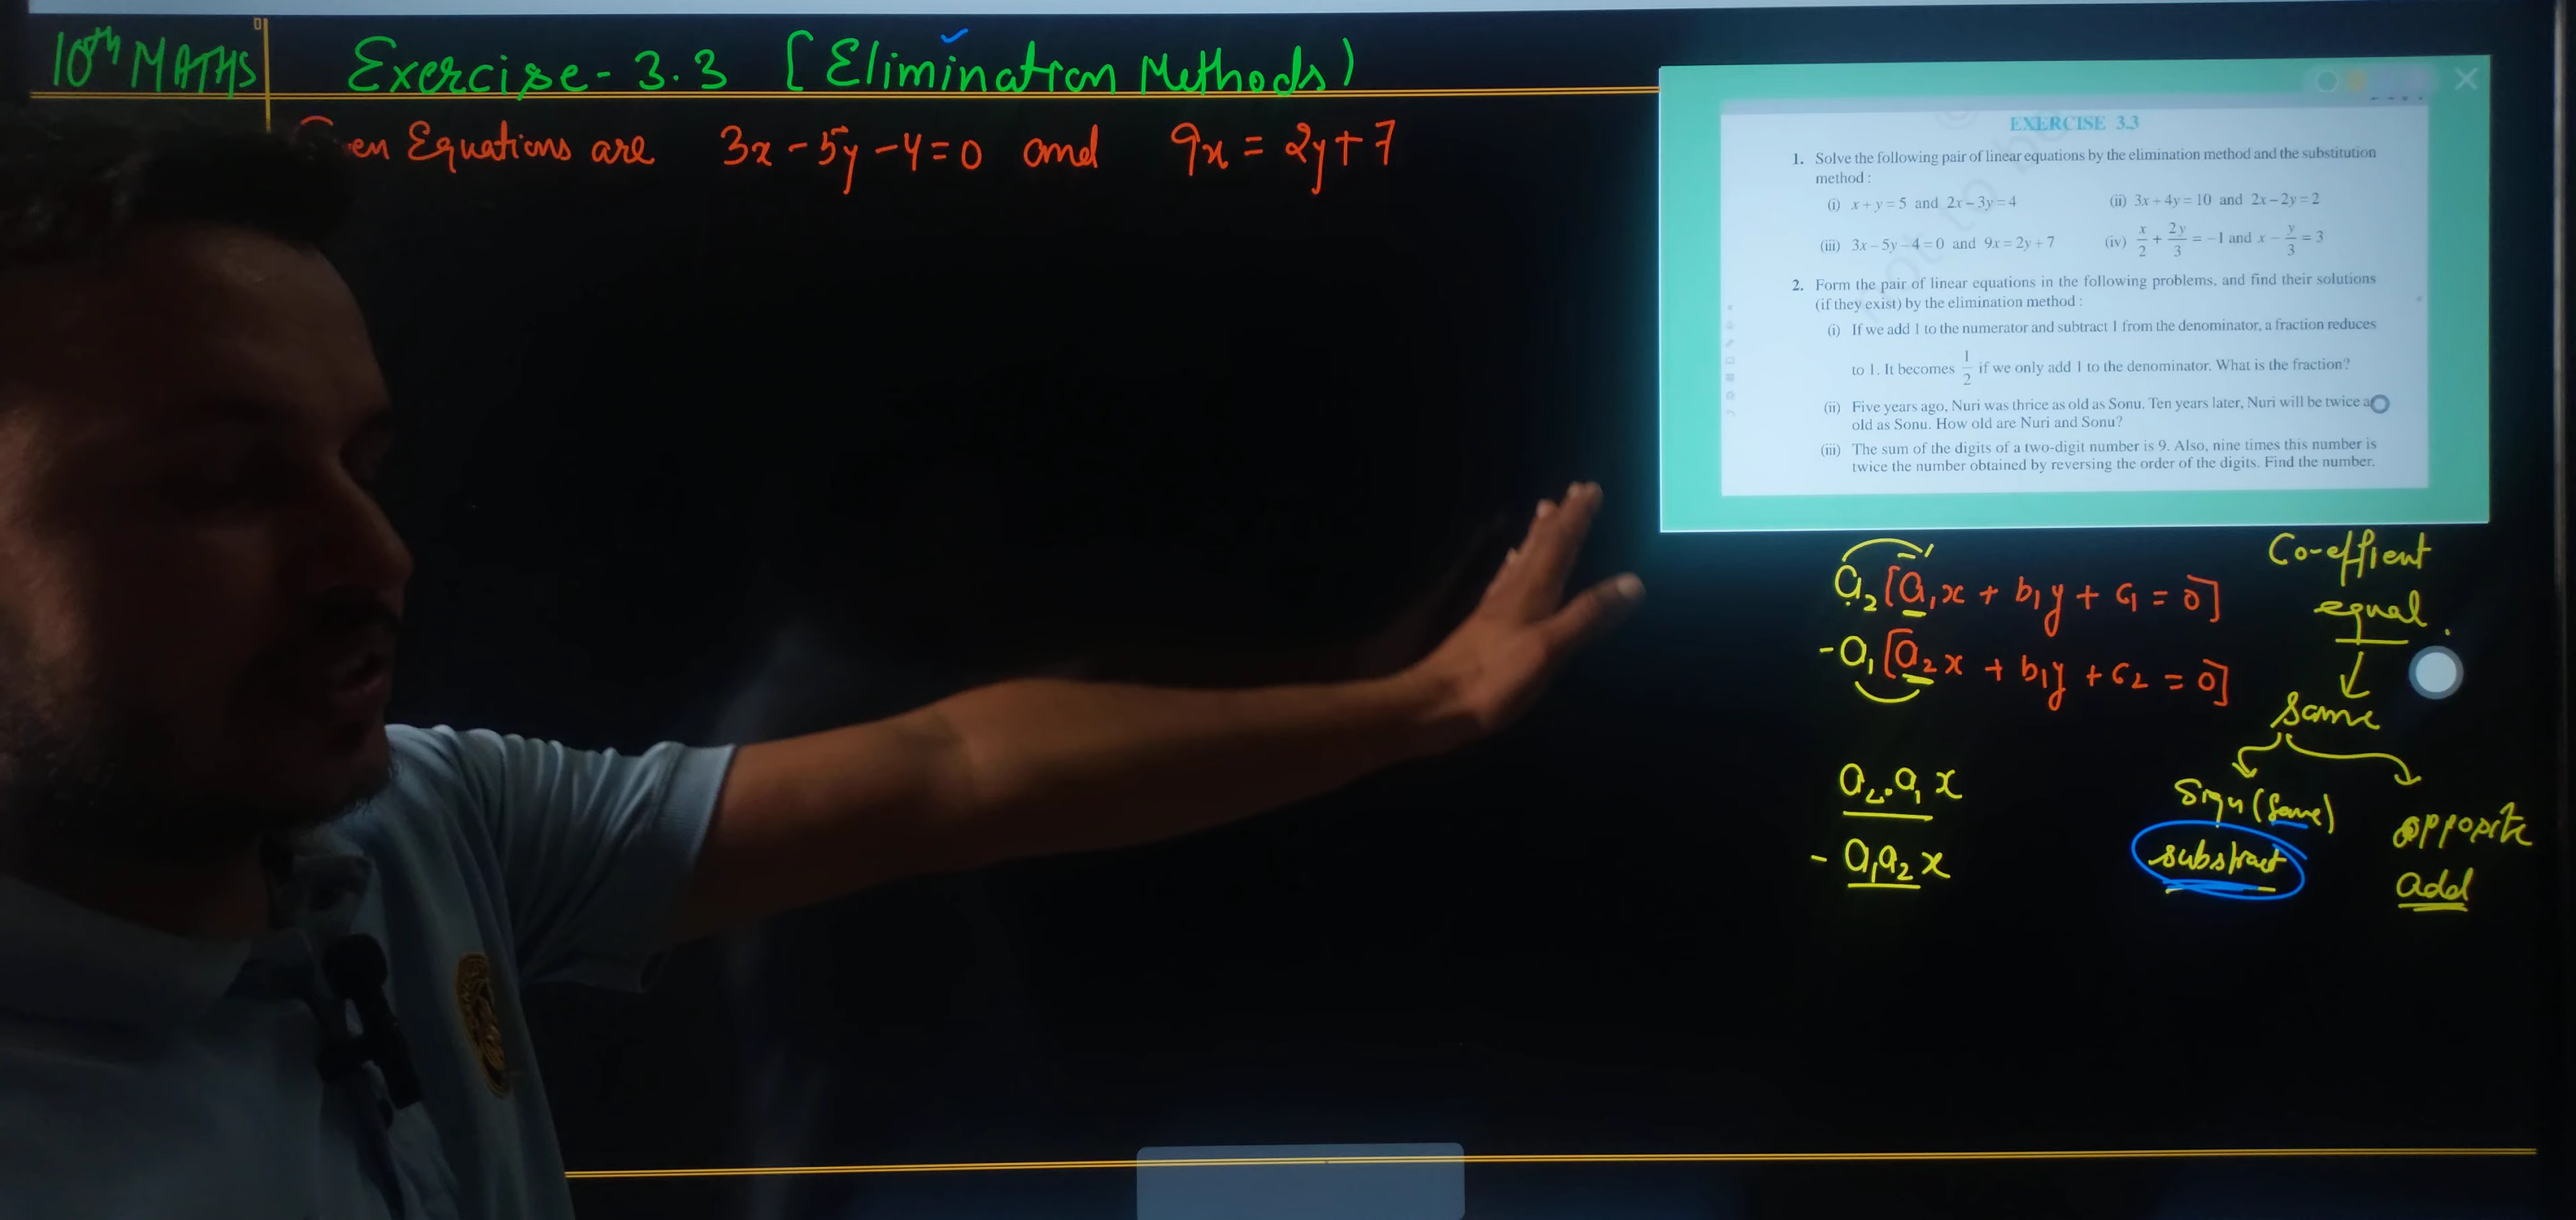 10th MATHS
Exercise - 3.3 [Elimination Methods)
en Equations are 3x - 5y - 4 = 0 and 9x = 2y + 7
EXERCISE 3.3
1. Solve the following pair of linear equations by the elimination method and the substitution
method :
(i) x + y = 5 and 2x – 3y = 4 (ii) 3x + 4y = 10 and 2x – 2y = 2
(iii) 3x – 5y – 4 = 0 and 9x = 2y + 7 (iv) x/2 + 2y/3 = –1 and x – y/3 = 3
2. Form the pair of linear equations in the following problems, and find their solutions
(if they exist) by the elimination method :
(i) If we add 1 to the numerator and subtract 1 from the denominator, a fraction reduces
to 1. It becomes 1/2 if we only add 1 to the denominator. What is the fraction?
(ii) Five years ago, Nuri was thrice as old as Sonu. Ten years later, Nuri will be twice
old as Sonu. How old are Nuri and Sonu?
(iii) The sum of the digits of a two-digit number is 9. Also, nine times this number is
twice the number obtained by reversing the order of the digits. Find the number.
a₂[a₁x + b₁y + c₁ = 0]
-a₁[a₂x + b₁y + c₂ = 0]
a₂.a₁x
- a₁a₂x
Co-effient
equal.
Same
Sign (Same)
opposite
substract
add